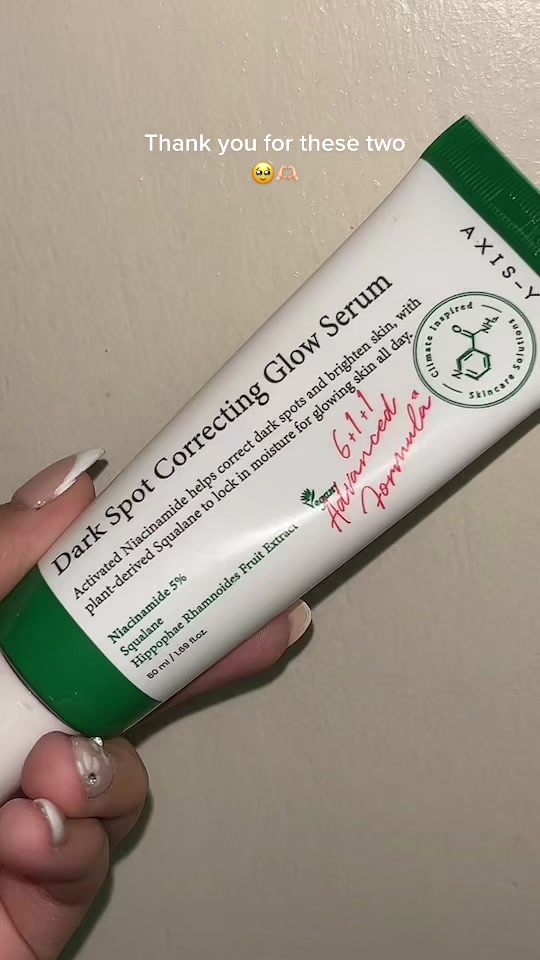 Thank you for these two
🥹🫶🏻
AXIS-Y
Climate Inspired
Skincare Solutions
N
O
NH₂
Dark Spot Correcting Glow Serum
Activated Niacinamide helps correct dark spots and brighten skin, with
plant-derived Squalane to lock in moisture for glowing skin all day.
6+1+1
Advanced
Formula"
Vegan
Niacinamide 5%
Squalane
Hippophae Rhamnoides Fruit Extract
50 ml / 1.69 fl.oz